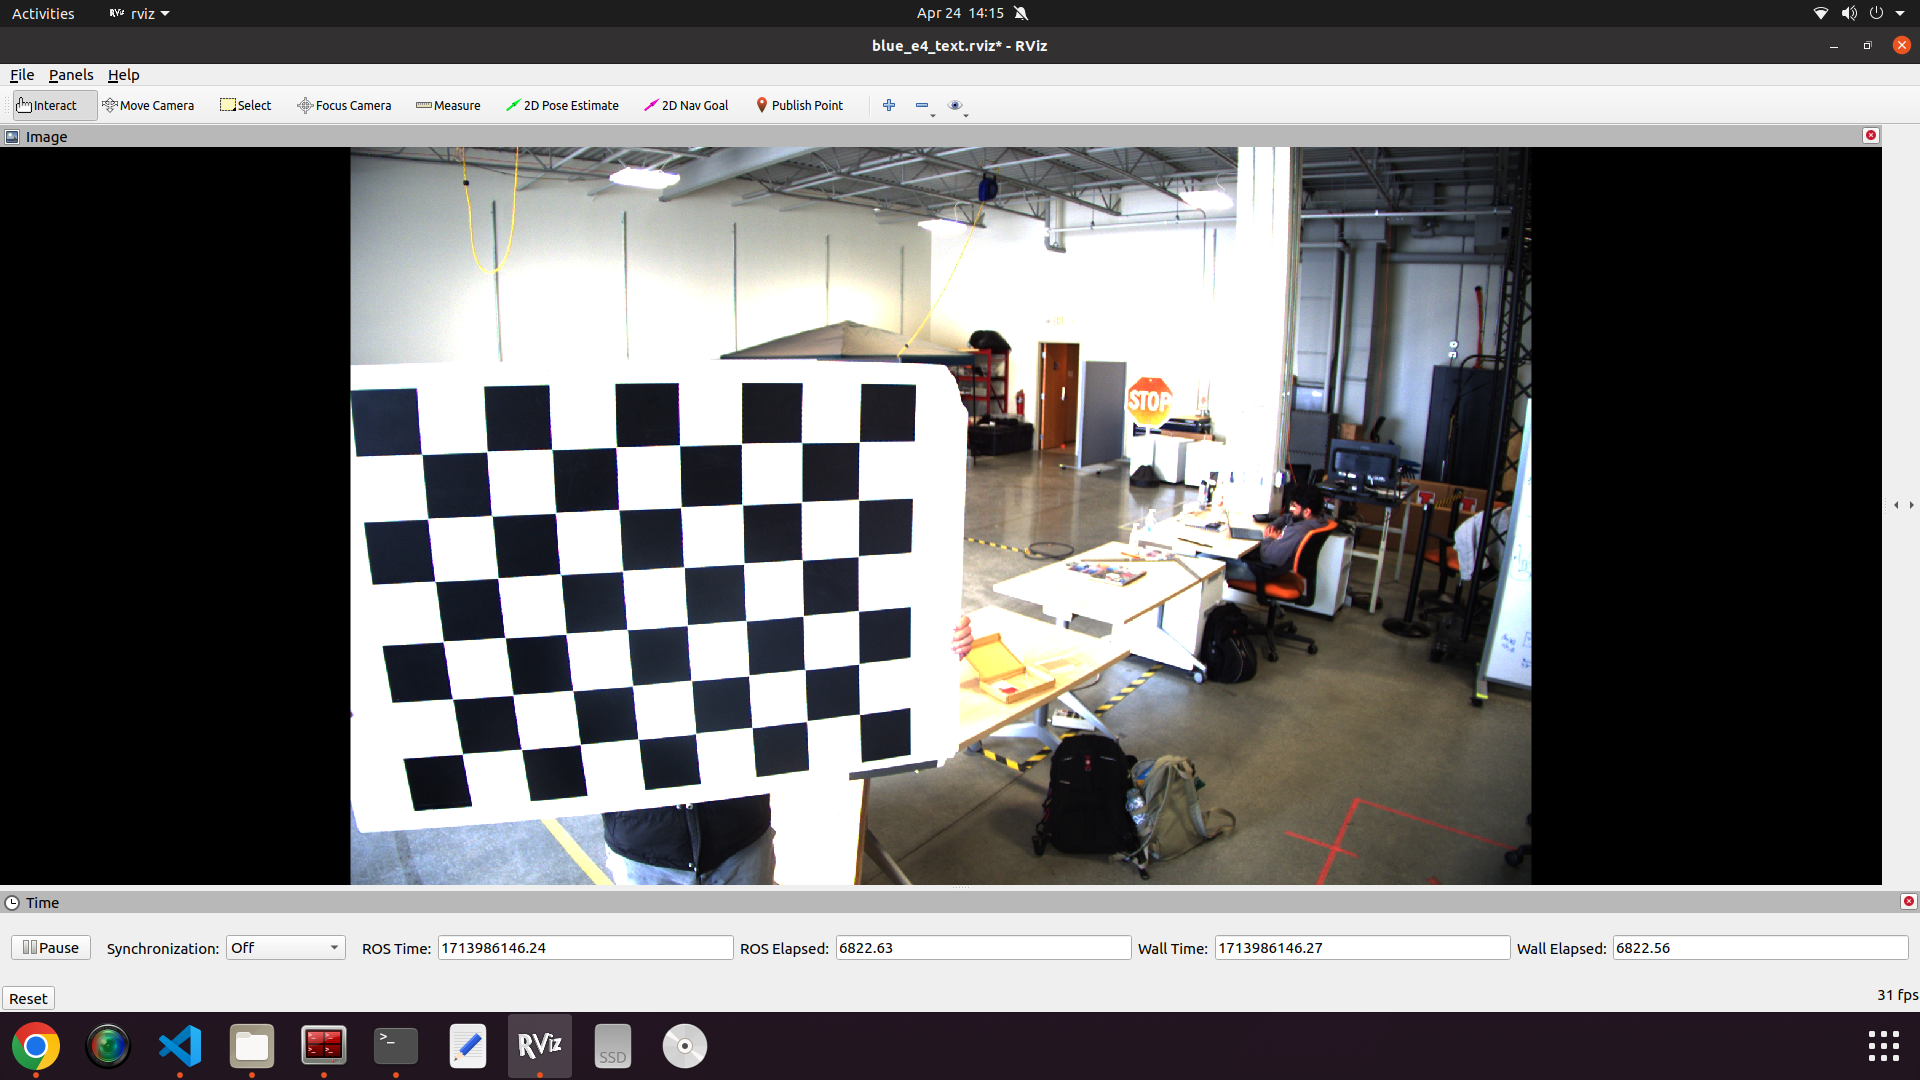 Activities
RViz rviz
Apr 24 14:15
blue_e4_text.rviz* - RViz
File Panels Help
Interact Move Camera Select Focus Camera Measure 2D Pose Estimate 2D Nav Goal Publish Point
Image
STOP
Time
Pause Synchronization: Off ROS Time: 1713986146.24 ROS Elapsed: 6822.63 Wall Time: 1713986146.27 Wall Elapsed: 6822.56
Reset
31 fps
>_
RViz
SSD